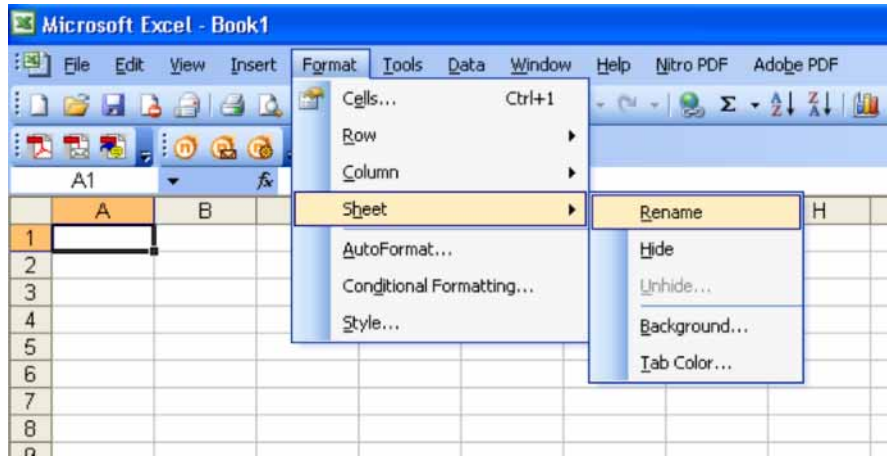 Microsoft Excel - Book1
File Edit View Insert Format Tools Data Window Help Nitro PDF Adobe PDF
Cells... Ctrl+1
Row
Column
A1 fx
Sheet
Rename
A B H
AutoFormat...
Hide
Conditional Formatting...
Unhide...
Style...
Background...
Tab Color...
1
2
3
4
5
6
7
8
9